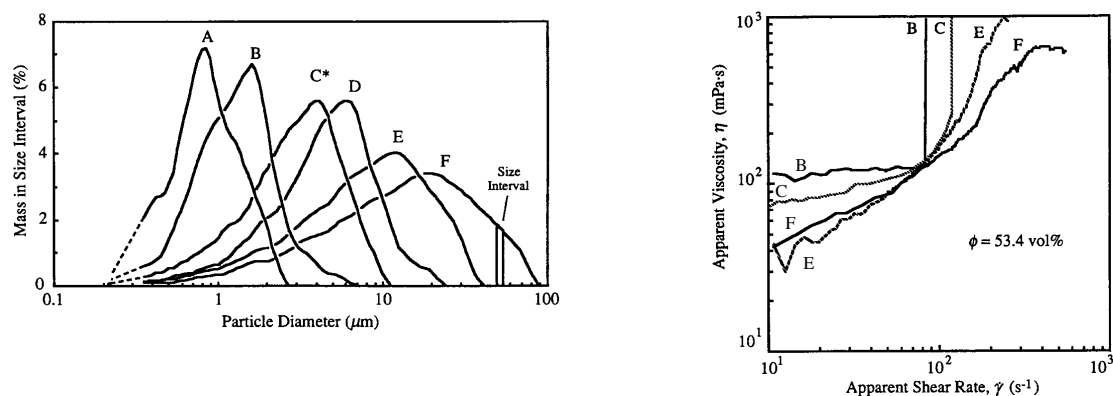 8
6
4
2
0
Mass in Size Interval (%)
A
B
C*
D
E
F
Size
Interval
0.1
1
10
100
Particle Diameter (μm)
10³
10²
10¹
Apparent Viscosity, η (mPa·s)
B
C
E
F
B
C
F
E
ϕ = 53.4 vol%
10¹
10²
10³
Apparent Shear Rate, γ̇ (s⁻¹)